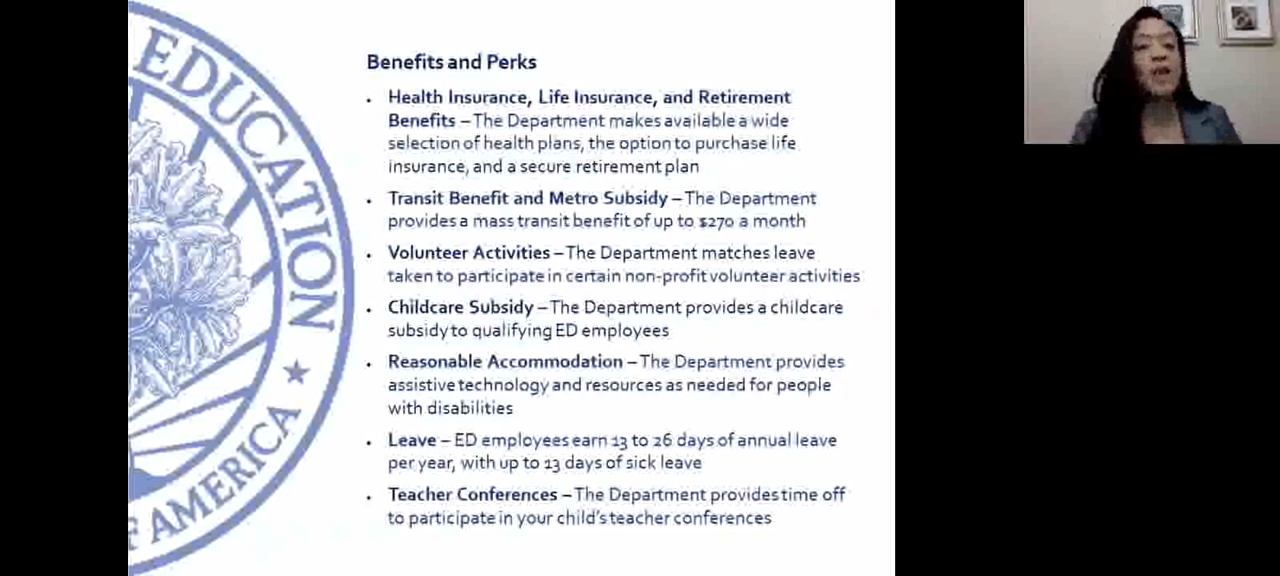 EDUCATION
F AMERICA
Benefits and Perks
• Health Insurance, Life Insurance, and Retirement
Benefits – The Department makes available a wide
selection of health plans, the option to purchase life
insurance, and a secure retirement plan
• Transit Benefit and Metro Subsidy – The Department
provides a mass transit benefit of up to $270 a month
• Volunteer Activities – The Department matches leave
taken to participate in certain non-profit volunteer activities
• Childcare Subsidy – The Department provides a childcare
subsidy to qualifying ED employees
• Reasonable Accommodation – The Department provides
assistive technology and resources as needed for people
with disabilities
• Leave – ED employees earn 13 to 26 days of annual leave
per year, with up to 13 days of sick leave
• Teacher Conferences – The Department provides time off
to participate in your child's teacher conferences